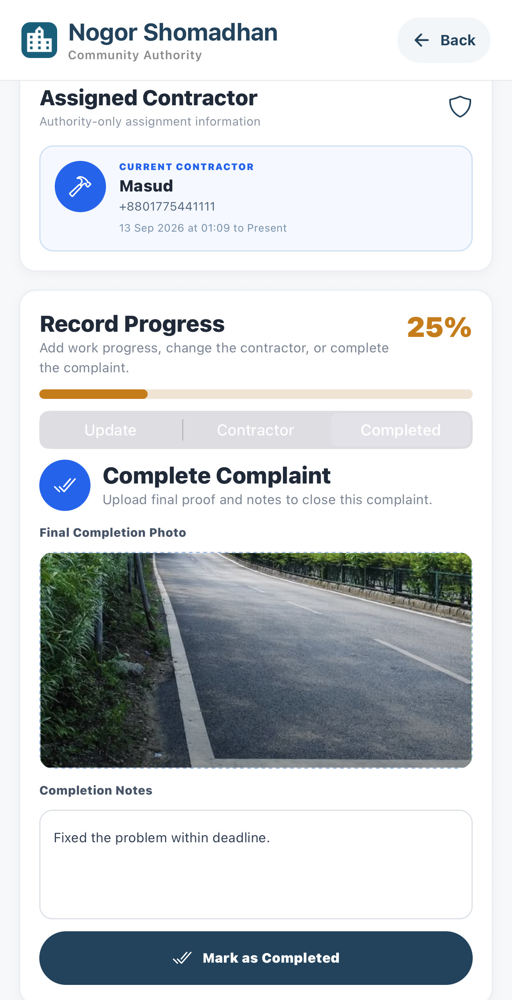 Nogor Shomadhan
Community Authority
Back
Assigned Contractor
Authority-only assignment information
CURRENT CONTRACTOR
Masud
+8801775441111
13 Sep 2026 at 01:09 to Present
Record Progress
25%
Add work progress, change the contractor, or complete
the complaint.
Update
Contractor
Completed
Complete Complaint
Upload final proof and notes to close this complaint.
Final Completion Photo
Completion Notes
Fixed the problem within deadline.
Mark as Completed